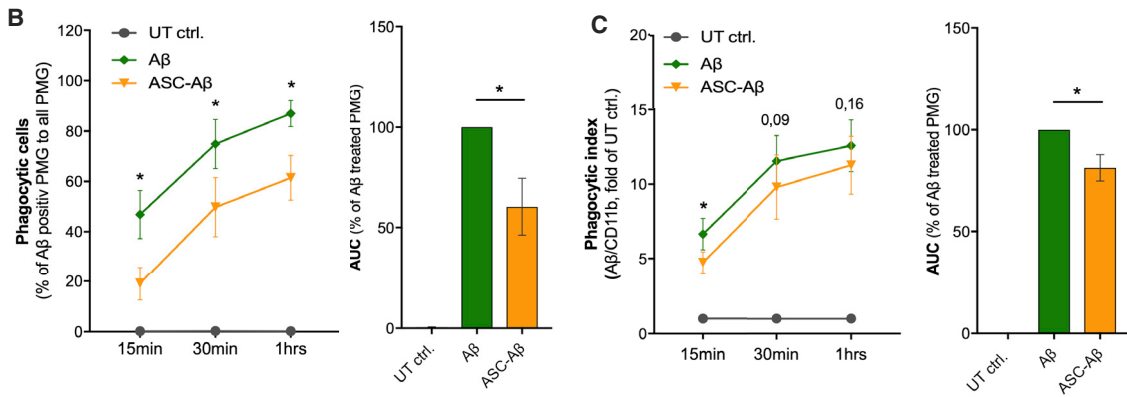 B
Phagocytic cells
(% of Aβ positiv PMG to all PMG)
120
100
80
60
40
20
0
UT ctrl.
Aβ
ASC-Aβ
*
*
*
15min
30min
1hrs
AUC (% of Aβ treated PMG)
150
100
50
0
*
UT ctrl.
Aβ
ASC-Aβ
C
Phagocytic index
(Aβ/CD11b, fold of UT ctrl.)
20
15
10
5
0
UT ctrl.
Aβ
ASC-Aβ
*
0,09
0,16
15min
30min
1hrs
AUC (% of Aβ treated PMG)
150
100
50
0
*
UT ctrl.
Aβ
ASC-Aβ